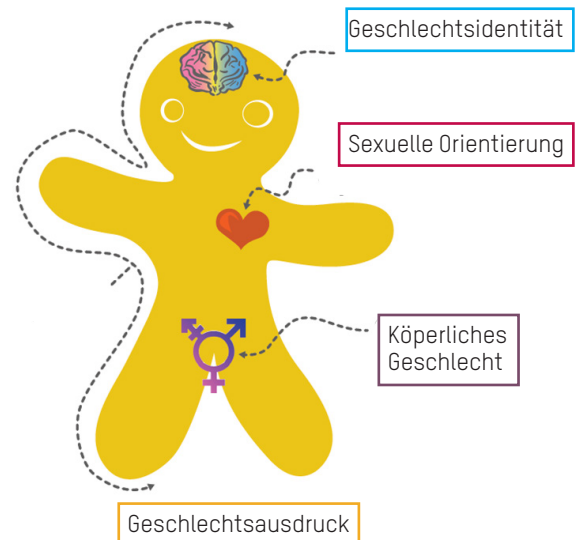 Geschlechtsidentität
Sexuelle Orientierung
Köperliches
Geschlecht
Geschlechtsausdruck